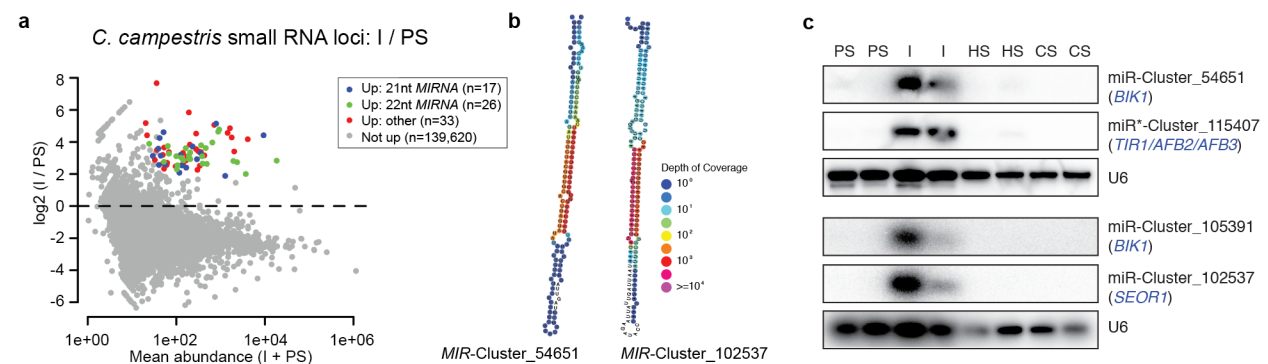 a
C. campestris small RNA loci: I / PS
log2 (I / PS)
8
6
4
2
0
-2
-4
-6
1e+00
1e+02
1e+04
1e+06
Mean abundance (I + PS)
Up: 21nt MIRNA (n=17)
Up: 22nt MIRNA (n=26)
Up: other (n=33)
Not up (n=139,620)
b
Depth of Coverage
10⁰
10¹
10²
10³
>=10⁴
MIR-Cluster_54651
MIR-Cluster_102537
c
PS PS I I HS HS CS CS
miR-Cluster_54651
(BIK1)
miR*-Cluster_115407
(TIR1/AFB2/AFB3)
U6
miR-Cluster_105391
(BIK1)
miR-Cluster_102537
(SEOR1)
U6